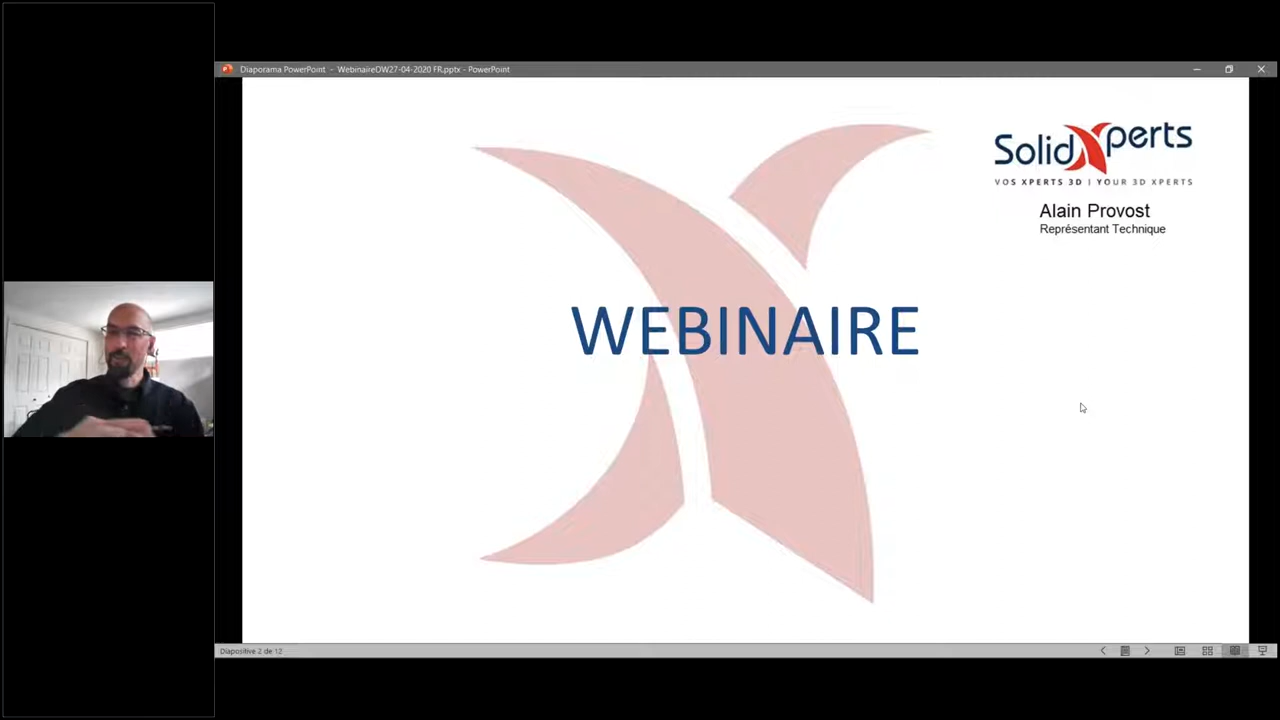 Diaporama PowerPoint - WebinaireDW27-04-2020 FR.pptx - PowerPoint
SolidXperts
VOS XPERTS 3D | YOUR 3D XPERTS
Alain Provost
Représentant Technique
WEBINAIRE
Diapositive 2 de 12